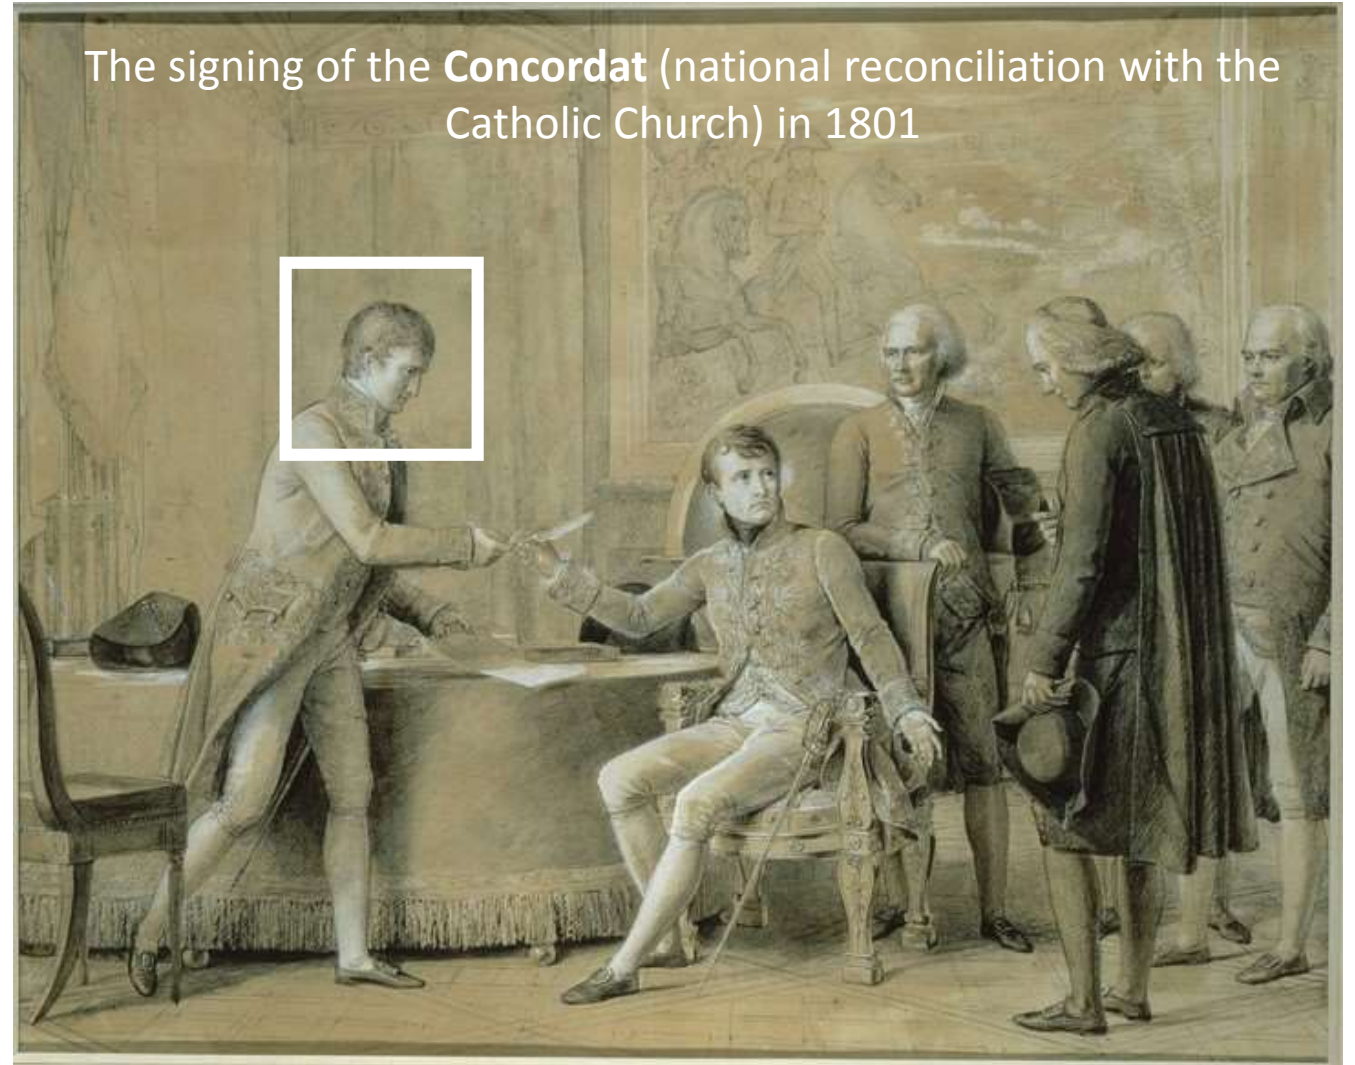 The signing of the Concordat (national reconciliation with the
Catholic Church) in 1801